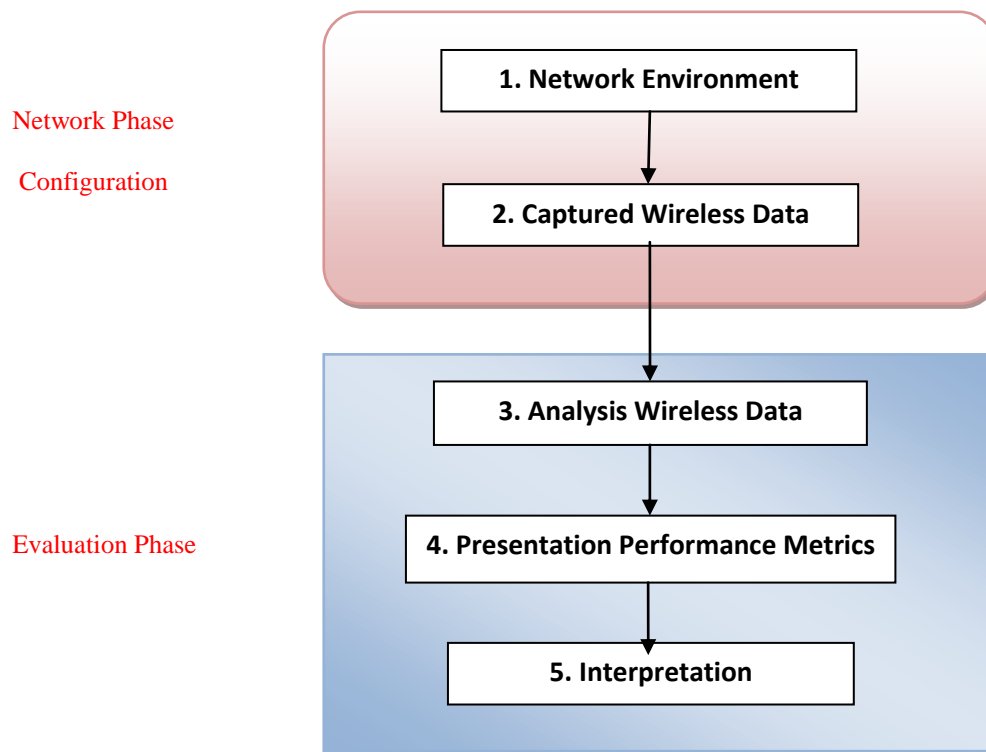 1. Network Environment
Network Phase
Configuration
2. Captured Wireless Data
3. Analysis Wireless Data
4. Presentation Performance Metrics
Evaluation Phase
5. Interpretation